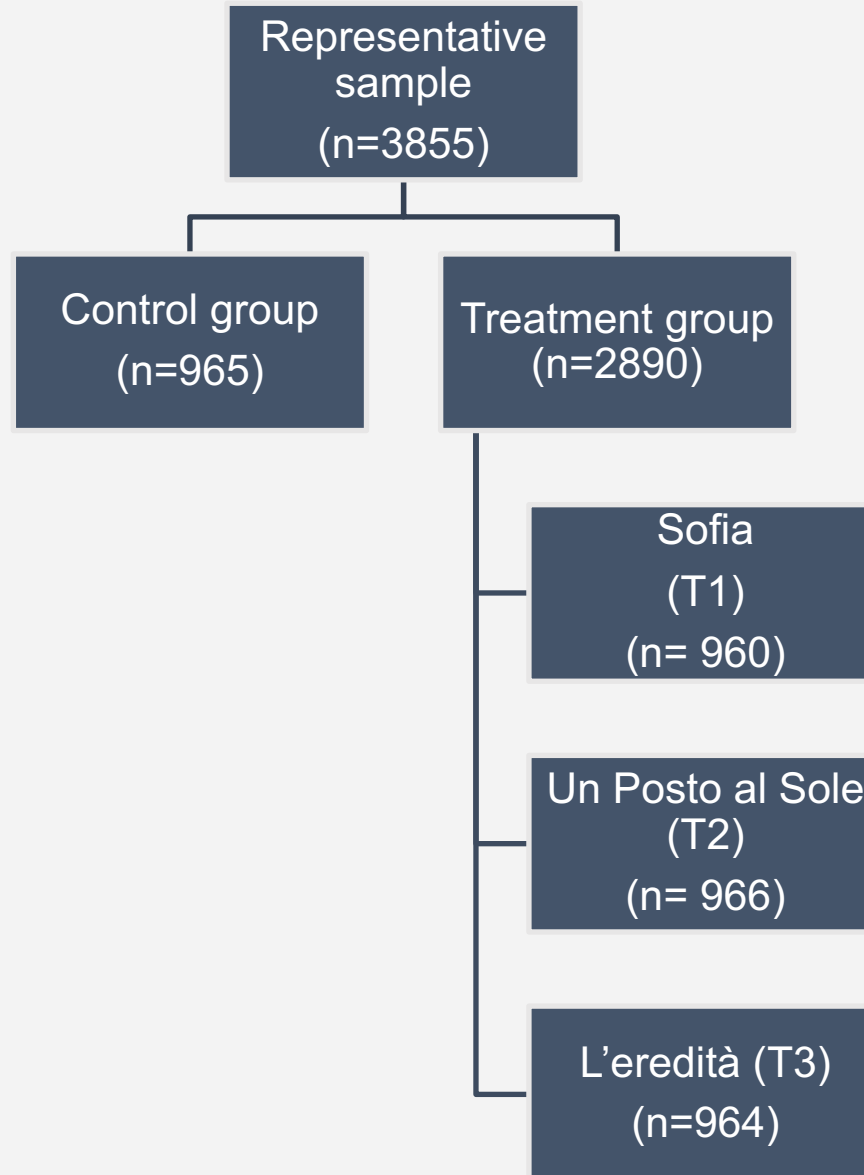 Representative
sample
(n=3855)
Control group
(n=965)
Treatment group
(n=2890)
Sofia
(T1)
(n= 960)
Un Posto al Sole
(T2)
(n= 966)
L’eredità (T3)
(n=964)